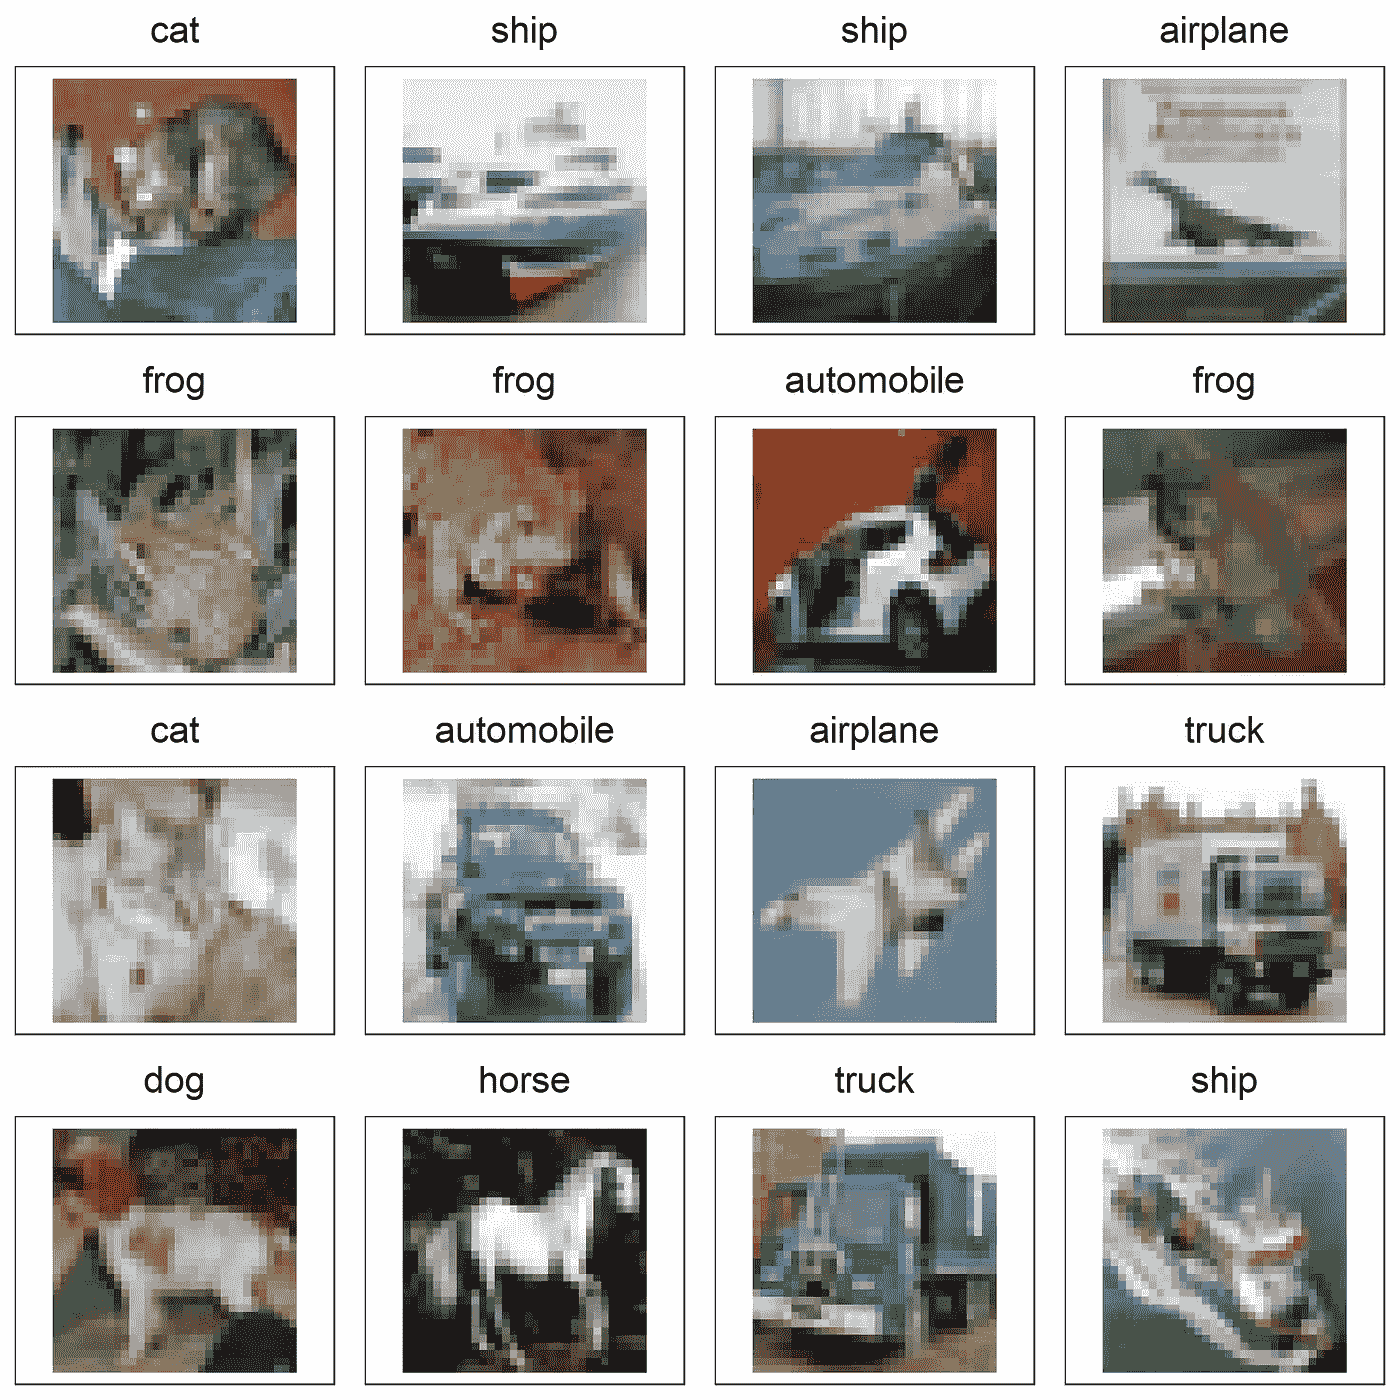 cat ship ship airplane
frog frog automobile frog
cat automobile airplane truck
dog horse truck ship